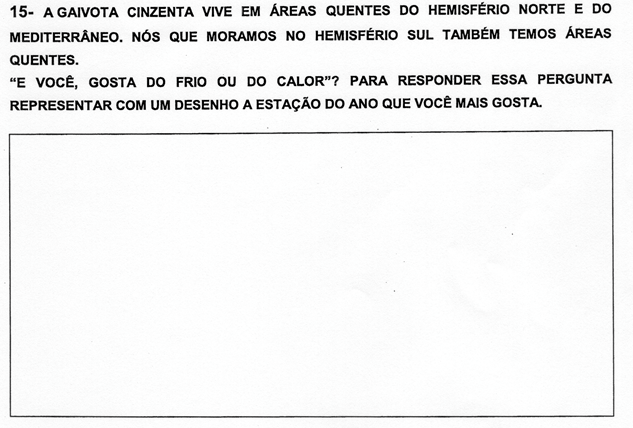 15- A GAIVOTA CINZENTA VIVE EM ÁREAS QUENTES DO HEMISFÉRIO NORTE E DO
MEDITERRÂNEO. NÓS QUE MORAMOS NO HEMISFÉRIO SUL TAMBÉM TEMOS ÁREAS
QUENTES.
“E VOCÊ, GOSTA DO FRIO OU DO CALOR”? PARA RESPONDER ESSA PERGUNTA
REPRESENTAR COM UM DESENHO A ESTAÇÃO DO ANO QUE VOCÊ MAIS GOSTA.